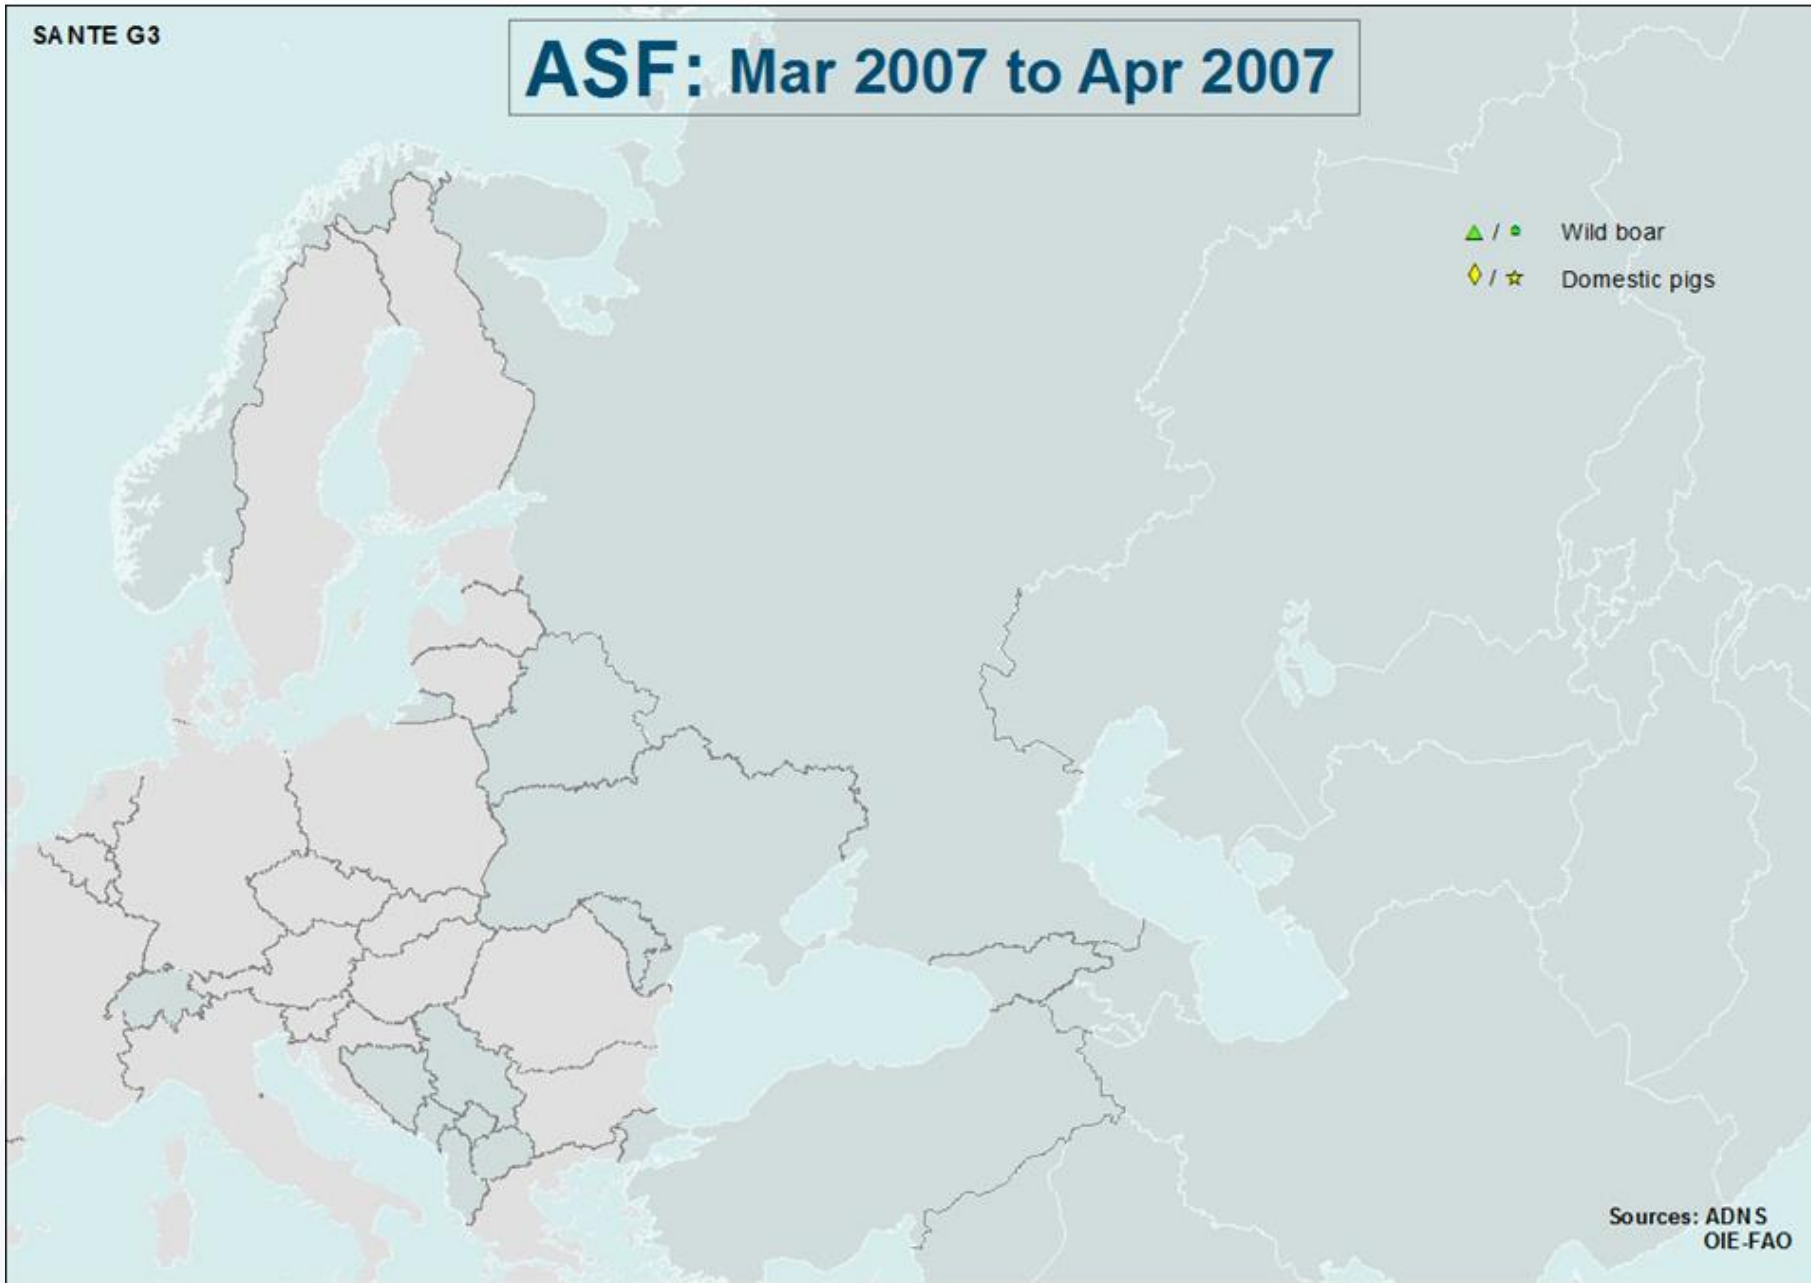 SANTE G3
ASF: Mar 2007 to Apr 2007
/ Wild boar
/ Domestic pigs
Sources: ADNS
OIE-FAO